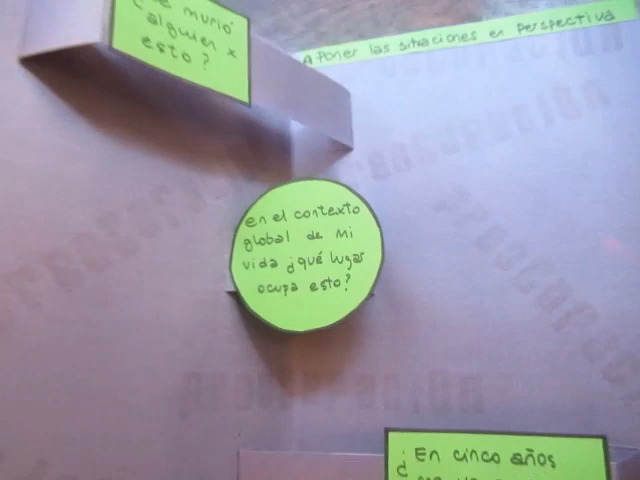 murió
alguien x
esto?
A Poner las situaciones en Perspectiva
en el contexto
global de mi
vida ¿qué lugar
ocupa esto?
¿En cinco años